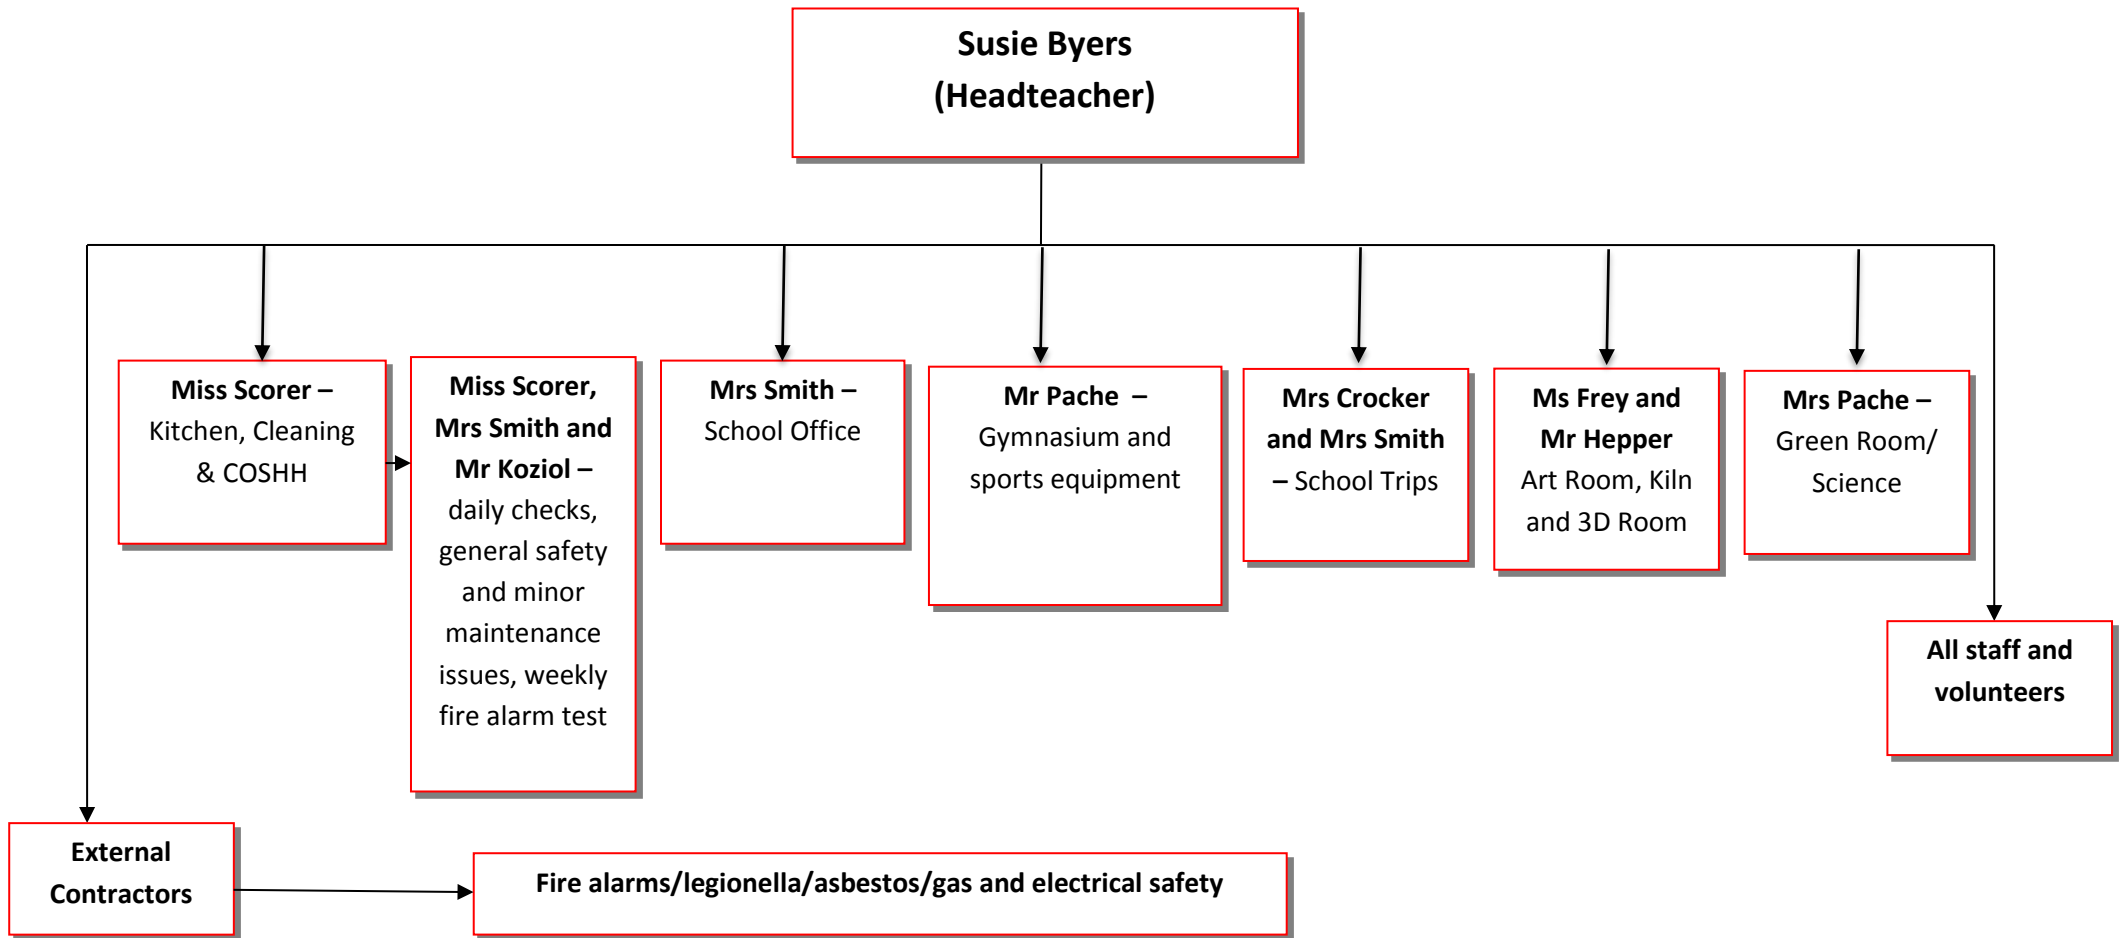 Susie Byers
(Headteacher)
Miss Scorer –
Kitchen, Cleaning
& COSHH
Miss Scorer,
Mrs Smith and
Mr Koziol –
daily checks,
general safety
and minor
maintenance
issues, weekly
fire alarm test
Mrs Smith –
School Office
Mr Pache –
Gymnasium and
sports equipment
Mrs Crocker
and Mrs Smith
– School Trips
Ms Frey and
Mr Hepper
Art Room, Kiln
and 3D Room
Mrs Pache –
Green Room/
Science
All staff and
volunteers
External
Contractors
Fire alarms/legionella/asbestos/gas and electrical safety